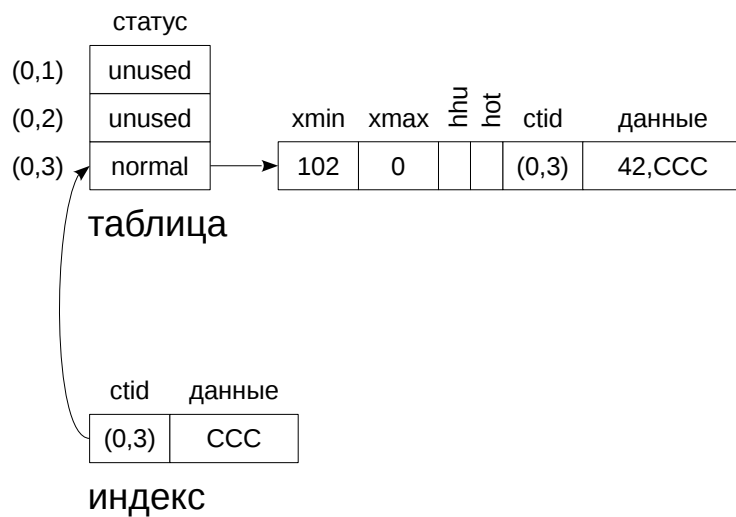 статус
(0,1) unused
(0,2) unused xmin xmax hhu hot ctid данные
(0,3) normal 102 0 (0,3) 42,CCC
таблица
ctid данные
(0,3) CCC
индекс